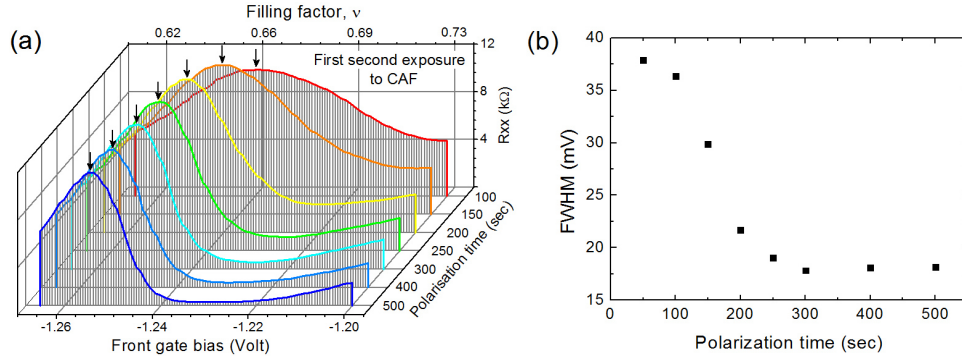 (a)
Filling factor, ν
0.62 0.66 0.69 0.73
First second exposure
to CAF
12
8
4
Rxx (kΩ)
100
150
200
250
300
400
500
Polarisation time (sec)
-1.26 -1.24 -1.22 -1.20
Front gate bias (Volt)
(b)
40
35
30
25
20
15
FWHM (mV)
0 100 200 300 400 500
Polarization time (sec)